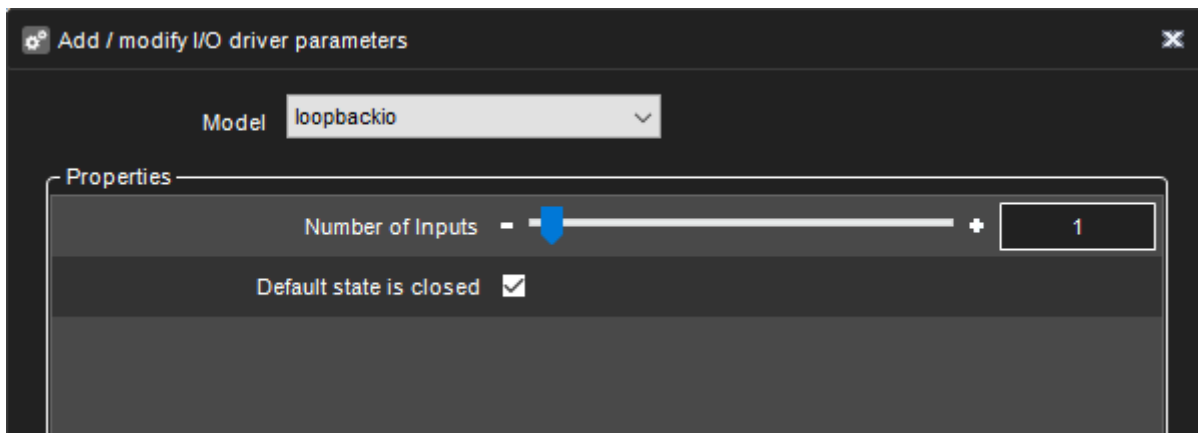 Add / modify I/O driver parameters
Model loopbackio
Properties
Number of Inputs - + 1
Default state is closed